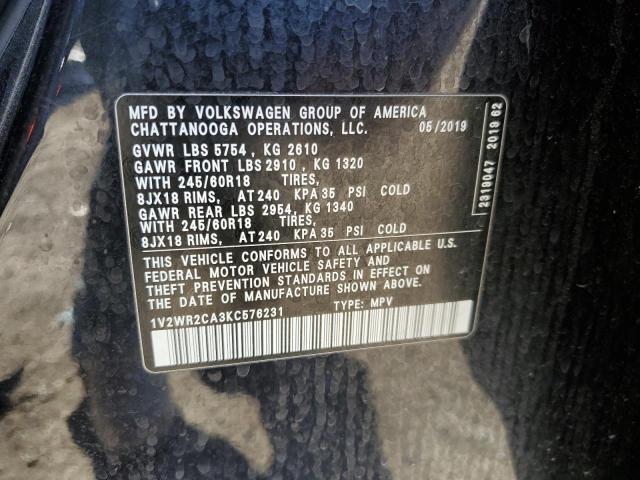 MFD BY VOLKSWAGEN GROUP OF AMERICA
CHATTANOOGA OPERATIONS, LLC. 05/2019
GVWR LBS 5754 , KG 2610
GAWR FRONT LBS 2910 , KG 1320
WITH 245/60R18 TIRES,
8JX18 RIMS, AT 240 KPA 35 PSI COLD
GAWR REAR LBS 2954, KG 1340
WITH 245/60R18 TIRES,
8JX18 RIMS, AT 240 KPA 35 PSI COLD
THIS VEHICLE CONFORMS TO ALL APPLICABLE U.S.
FEDERAL MOTOR VEHICLE SAFETY AND
THEFT PREVENTION STANDARDS IN EFFECT ON
THE DATE OF MANUFACTURE SHOWN ABOVE.
1V2WR2CA3KC576231 TYPE: MPV
2319047 2019 62